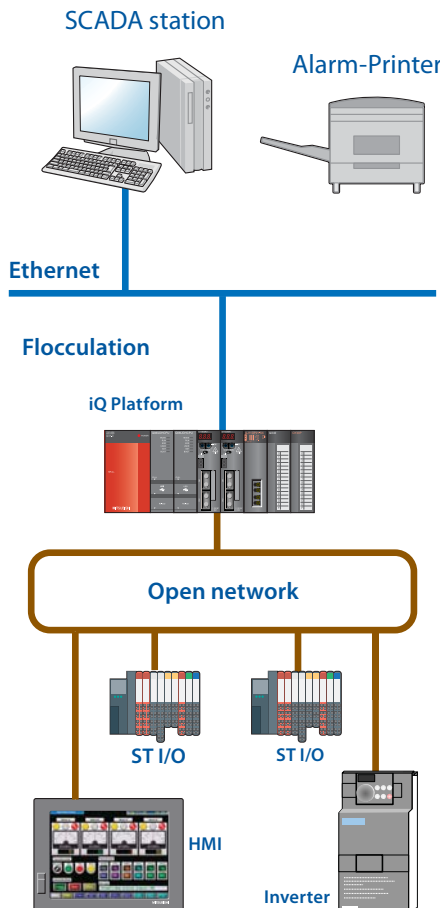 SCADA station
Alarm-Printer
Ethernet
Flocculation
iQ Platform
Open network
ST I/O
ST I/O
HMI
Inverter